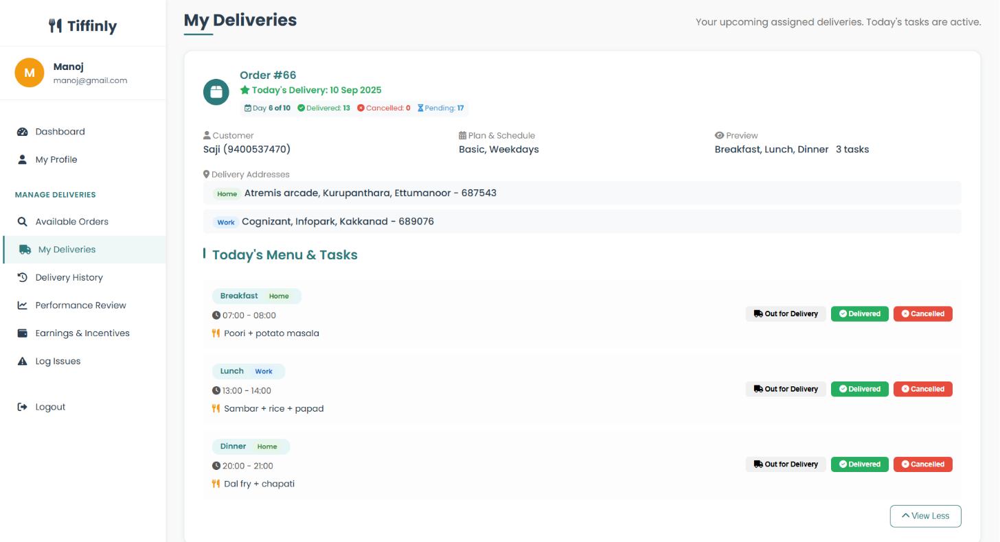 Tiffinly
M
Manoj
manoj@gmail.com
Dashboard
My Profile
MANAGE DELIVERIES
Available Orders
My Deliveries
Delivery History
Performance Review
Earnings & Incentives
Log Issues
Logout
My Deliveries
Your upcoming assigned deliveries. Today's tasks are active.
Order #66
Today's Delivery: 10 Sep 2025
Day 6 of 10 Delivered: 13 Cancelled: 0 Pending: 17
Customer Plan & Schedule Preview
Saji (9400537470) Basic, Weekdays Breakfast, Lunch, Dinner 3 tasks
Delivery Addresses
Home Atremis arcade, Kurupanthara, Ettumanoor - 687543
Work Cognizant, Infopark, Kakkanad - 689076
Today's Menu & Tasks
Breakfast Home
07:00 - 08:00 Out for Delivery Delivered Cancelled
Poori + potato masala
Lunch Work
13:00 - 14:00 Out for Delivery Delivered Cancelled
Sambar + rice + papad
Dinner Home
20:00 - 21:00 Out for Delivery Delivered Cancelled
Dal fry + chapati
View Less